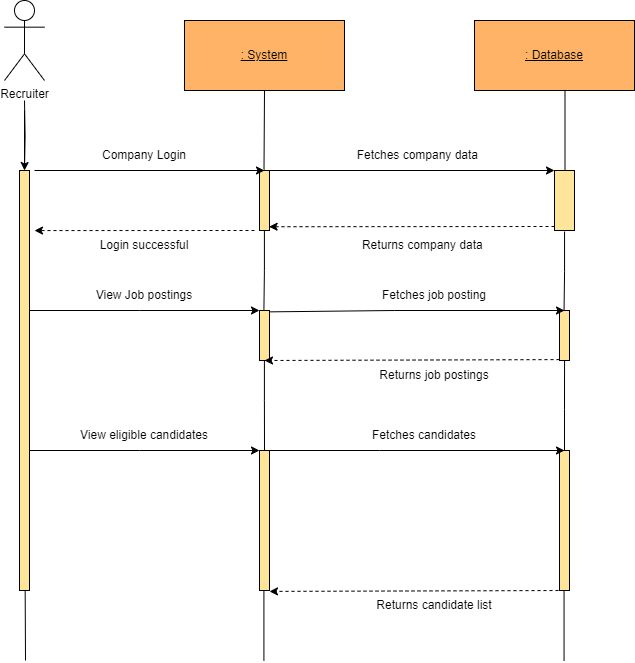 : System
: Database
Recruiter
Company Login
Fetches company data
Login successful
Returns company data
View Job postings
Fetches job posting
Returns job postings
View eligible candidates
Fetches candidates
Returns candidate list